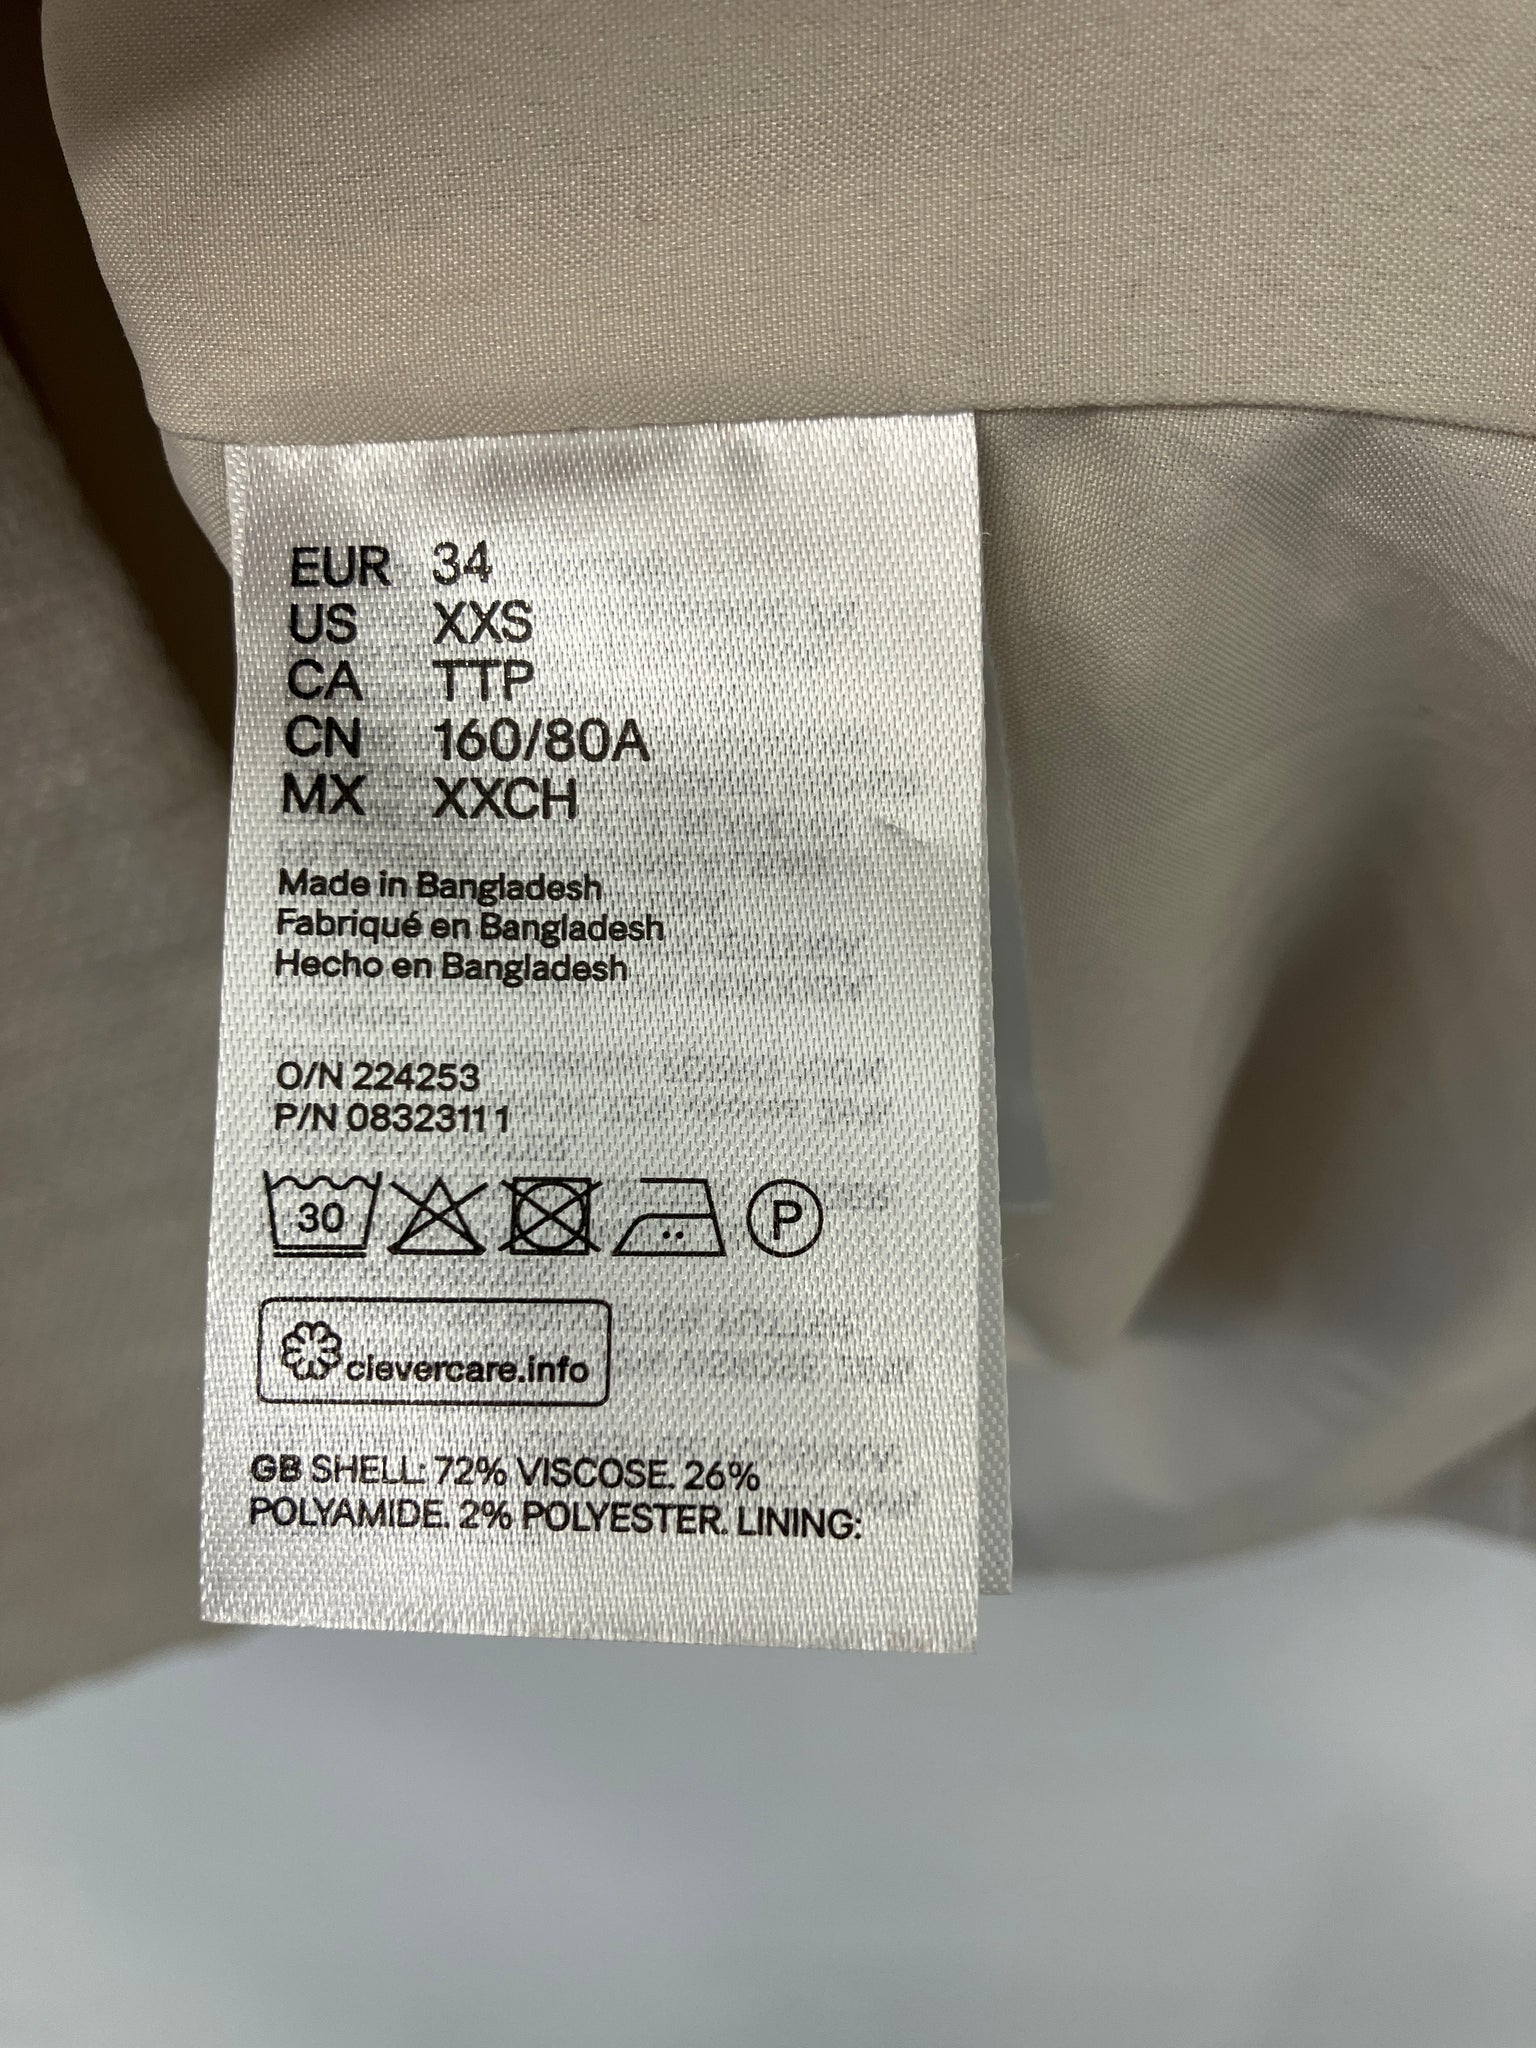 EUR 34
US XXS
CA TTP
CN 160/80A
MX XXCH
Made in Bangladesh
Fabriqué en Bangladesh
Hecho en Bangladesh
O/N 224253
P/N 08323111
30 P
clevercare.info
GB SHELL: 72% VISCOSE. 26%
POLYAMIDE. 2% POLYESTER. LINING: